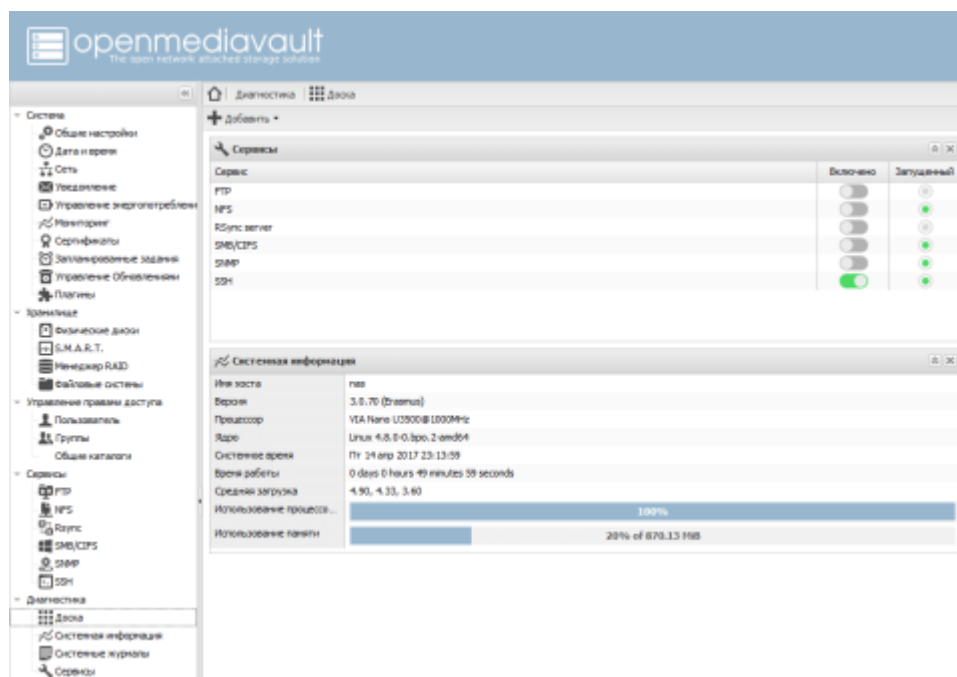 openmediavault
The open network attached storage solution
Диагностика
Доска
Добавить
Система
Общие настройки
Дата и время
Сеть
Уведомление
Управление энергопотреблени
Мониторинг
Сертификаты
Запланированные задания
Управление Обновлениями
Плагины
Хранилище
Физические диски
S.M.A.R.T.
Менеджер RAID
Файловые системы
Управление правами доступа
Пользователь
Группы
Общие каталоги
Сервисы
FTP
NFS
Rsync
SMB/CIFS
SNMP
SSH
Диагностика
Доска
Системная информация
Системные журналы
Сервисы
Сервисы
Сервис Включено Запущенный
FTP
NFS
RSync server
SMB/CIFS
SNMP
SSH
Системная информация
Имя хоста nas
Версия 3.0.70 (Erasmus)
Процессор VIA Nano U3500@1000MHz
Ядро Linux 4.8.0-0.bpo.2-amd64
Системное время Пт 14 апр 2017 23:13:59
Время работы 0 days 0 hours 49 minutes 59 seconds
Средняя загрузка 4.90, 4.33, 3.60
Использование процессо... 100%
Использование памяти 20% of 870.13 MiB